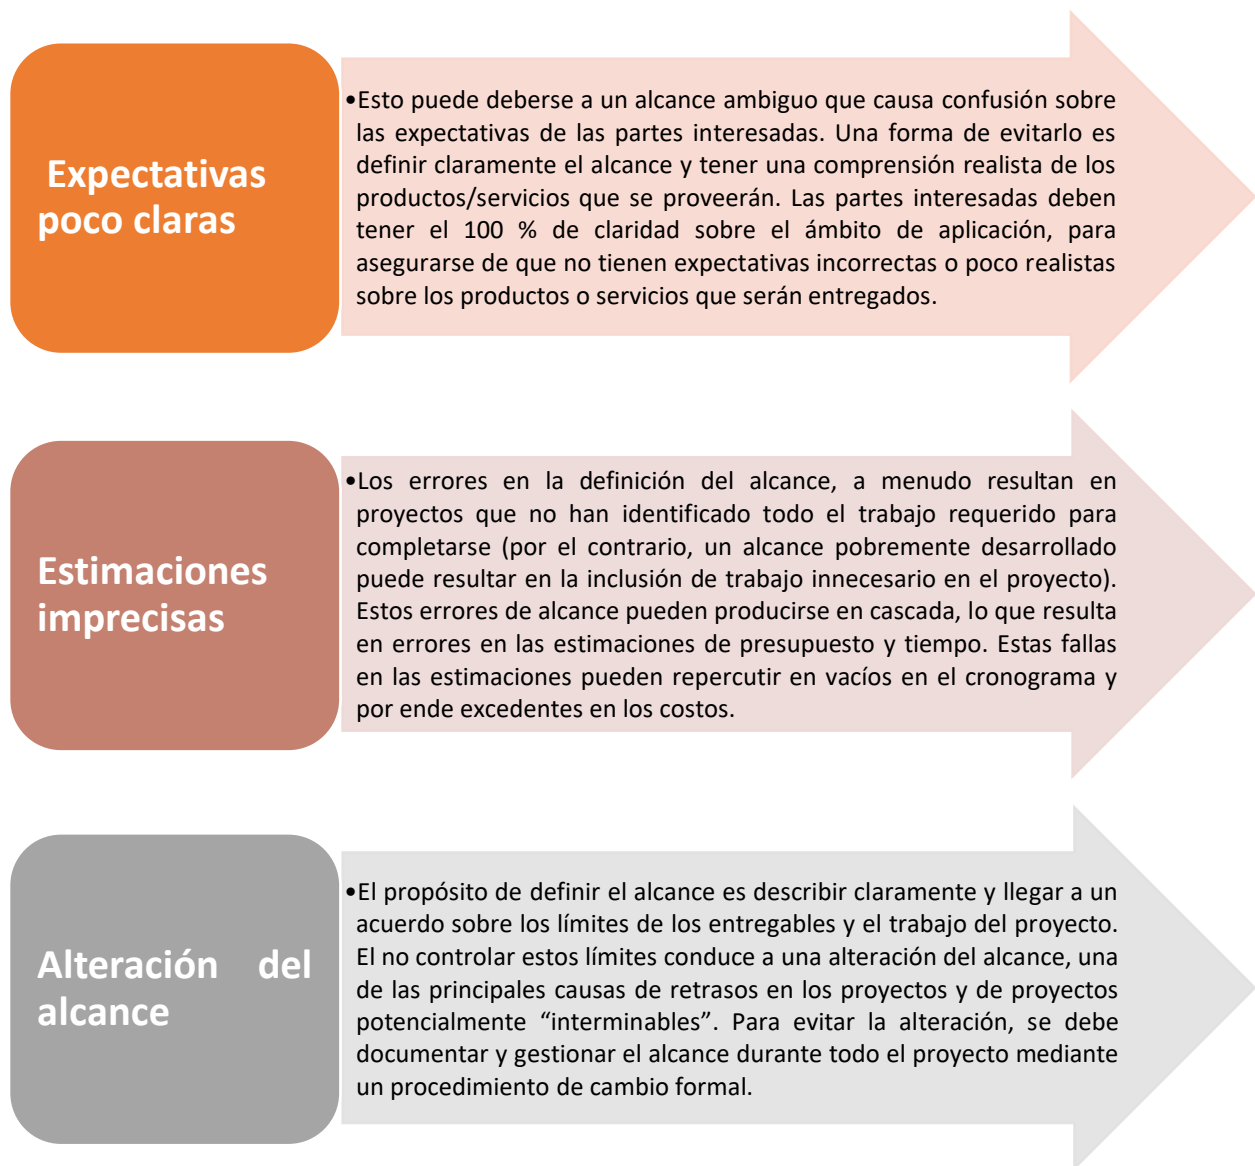 Expectativas
poco claras
•Esto puede deberse a un alcance ambiguo que causa confusión sobre
las expectativas de las partes interesadas. Una forma de evitarlo es
definir claramente el alcance y tener una comprensión realista de los
productos/servicios que se proveerán. Las partes interesadas deben
tener el 100 % de claridad sobre el ámbito de aplicación, para
asegurarse de que no tienen expectativas incorrectas o poco realistas
sobre los productos o servicios que serán entregados.
Estimaciones
imprecisas
•Los errores en la definición del alcance, a menudo resultan en
proyectos que no han identificado todo el trabajo requerido para
completarse (por el contrario, un alcance pobremente desarrollado
puede resultar en la inclusión de trabajo innecesario en el proyecto).
Estos errores de alcance pueden producirse en cascada, lo que resulta
en errores en las estimaciones de presupuesto y tiempo. Estas fallas
en las estimaciones pueden repercutir en vacíos en el cronograma y
por ende excedentes en los costos.
Alteración del
alcance
•El propósito de definir el alcance es describir claramente y llegar a un
acuerdo sobre los límites de los entregables y el trabajo del proyecto.
El no controlar estos límites conduce a una alteración del alcance, una
de las principales causas de retrasos en los proyectos y de proyectos
potencialmente “interminables”. Para evitar la alteración, se debe
documentar y gestionar el alcance durante todo el proyecto mediante
un procedimiento de cambio formal.